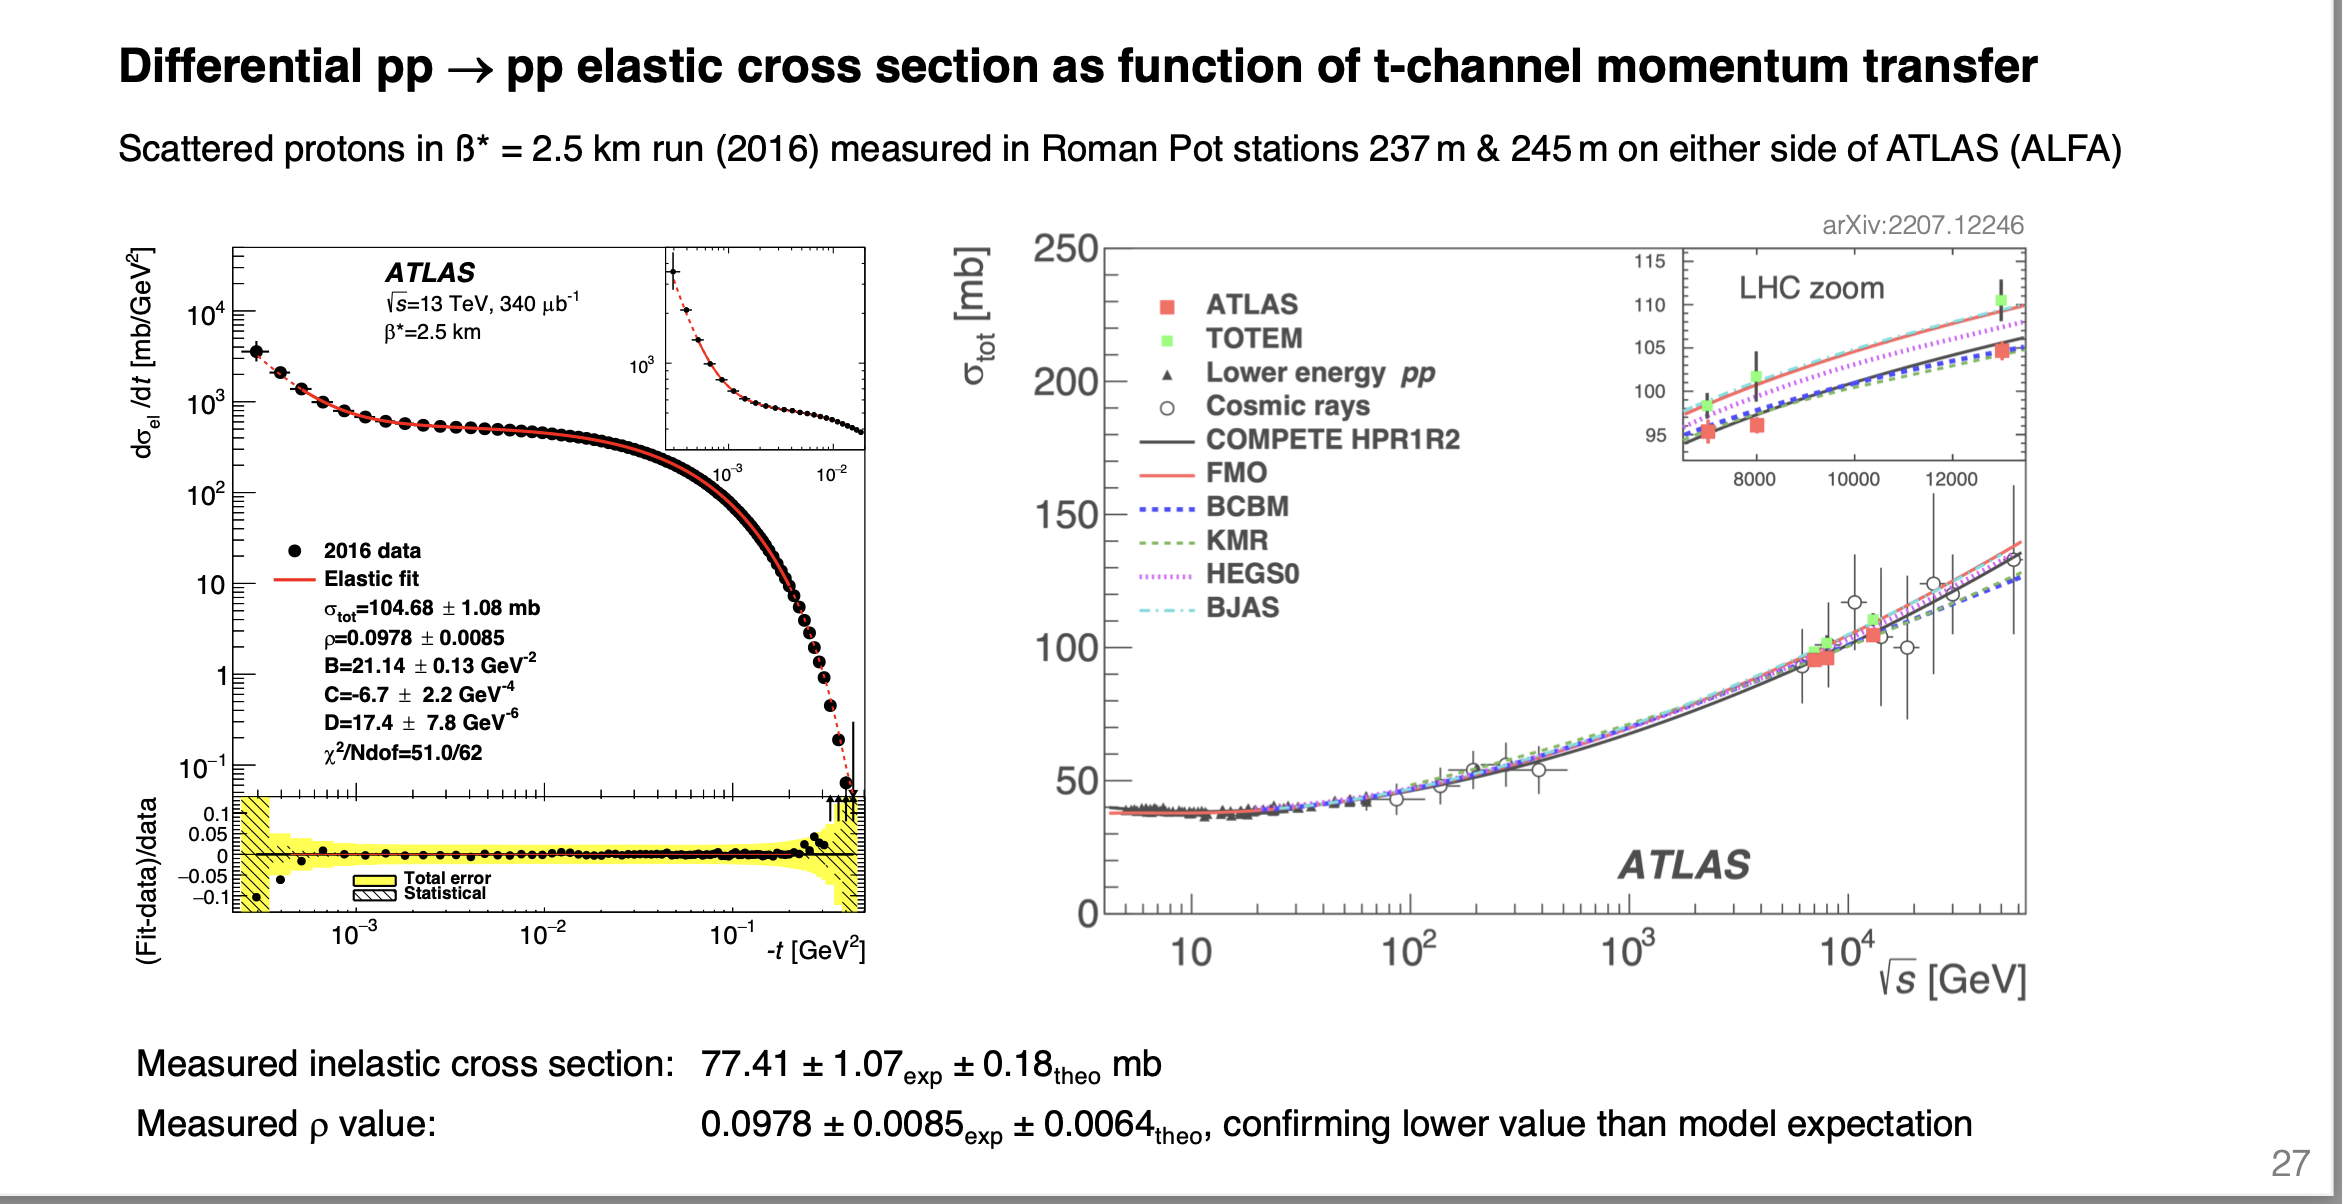 Differential pp → pp elastic cross section as function of t-channel momentum transfer
Scattered protons in ß* = 2.5 km run (2016) measured in Roman Pot stations 237 m & 245 m on either side of ATLAS (ALFA)
dσel /dt [mb/GeV²]
ATLAS
√s=13 TeV, 340 μb⁻¹
β*=2.5 km
10⁴
10³
10²
10
1
10⁻¹
10³
10⁻³ 10⁻²
2016 data
Elastic fit
σtot=104.68 ± 1.08 mb
ρ=0.0978 ± 0.0085
B=21.14 ± 0.13 GeV⁻²
C=-6.7 ± 2.2 GeV⁻⁴
D=17.4 ± 7.8 GeV⁻⁶
χ²/Ndof=51.0/62
(Fit-data)/data
0.1
0.05
0
−0.05
−0.1
Total error
Statistical
10⁻³ 10⁻² 10⁻¹
-t [GeV²]
arXiv:2207.12246
σtot [mb]
250
200
150
100
50
0
ATLAS
TOTEM
Lower energy pp
Cosmic rays
COMPETE HPR1R2
FMO
BCBM
KMR
HEGS0
BJAS
LHC zoom
115
110
105
100
95
8000 10000 12000
ATLAS
10 10² 10³ 10⁴
√s [GeV]
Measured inelastic cross section: 77.41 ± 1.07exp ± 0.18theo mb
Measured ρ value: 0.0978 ± 0.0085exp ± 0.0064theo, confirming lower value than model expectation
27